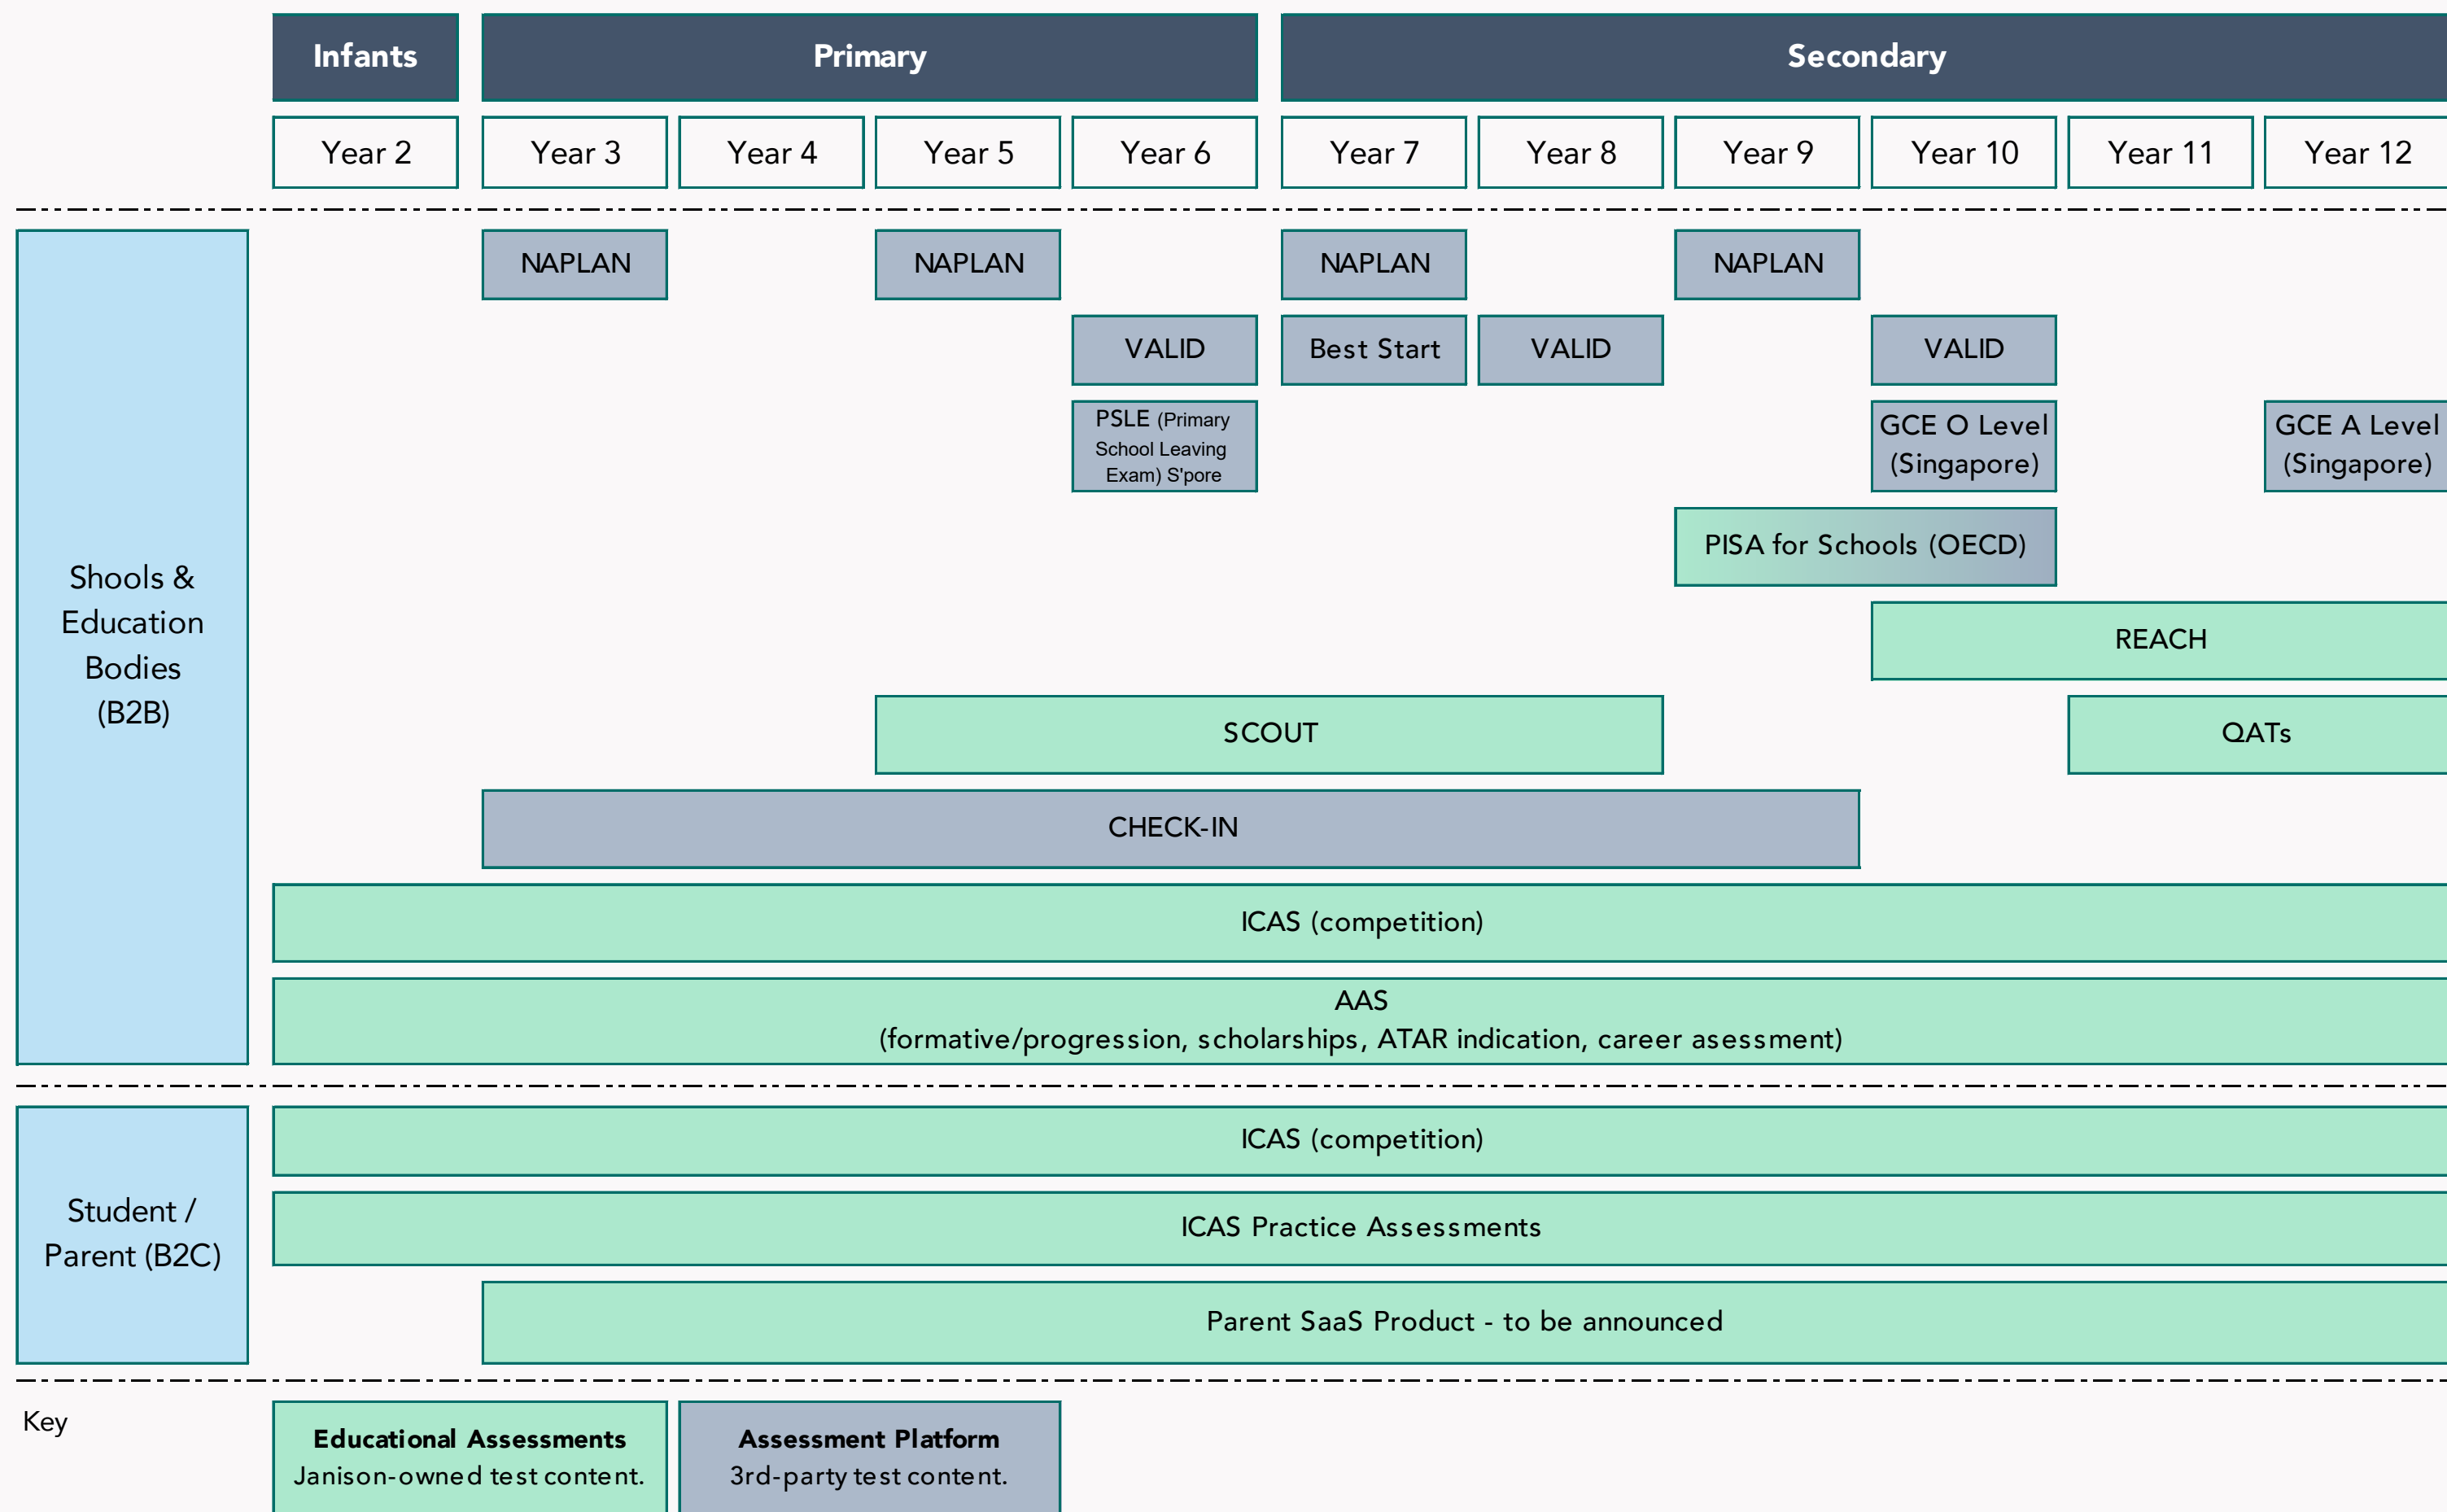 Infants
Primary
Secondary
Year 2
Year 3
Year 4
Year 5
Year 6
Year 7
Year 8
Year 9
Year 10
Year 11
Year 12
Shools &
Education
Bodies
(B2B)
NAPLAN
NAPLAN
NAPLAN
NAPLAN
VALID
Best Start
VALID
VALID
PSLE (Primary
School Leaving
Exam) S'pore
GCE O Level
(Singapore)
GCE A Level
(Singapore)
PISA for Schools (OECD)
REACH
SCOUT
QATs
CHECK-IN
ICAS (competition)
AAS
(formative/progression, scholarships, ATAR indication, career asessment)
Student /
Parent (B2C)
ICAS (competition)
ICAS Practice Assessments
Parent SaaS Product - to be announced
Key
Educational Assessments
Janison-owned test content.
Assessment Platform
3rd-party test content.